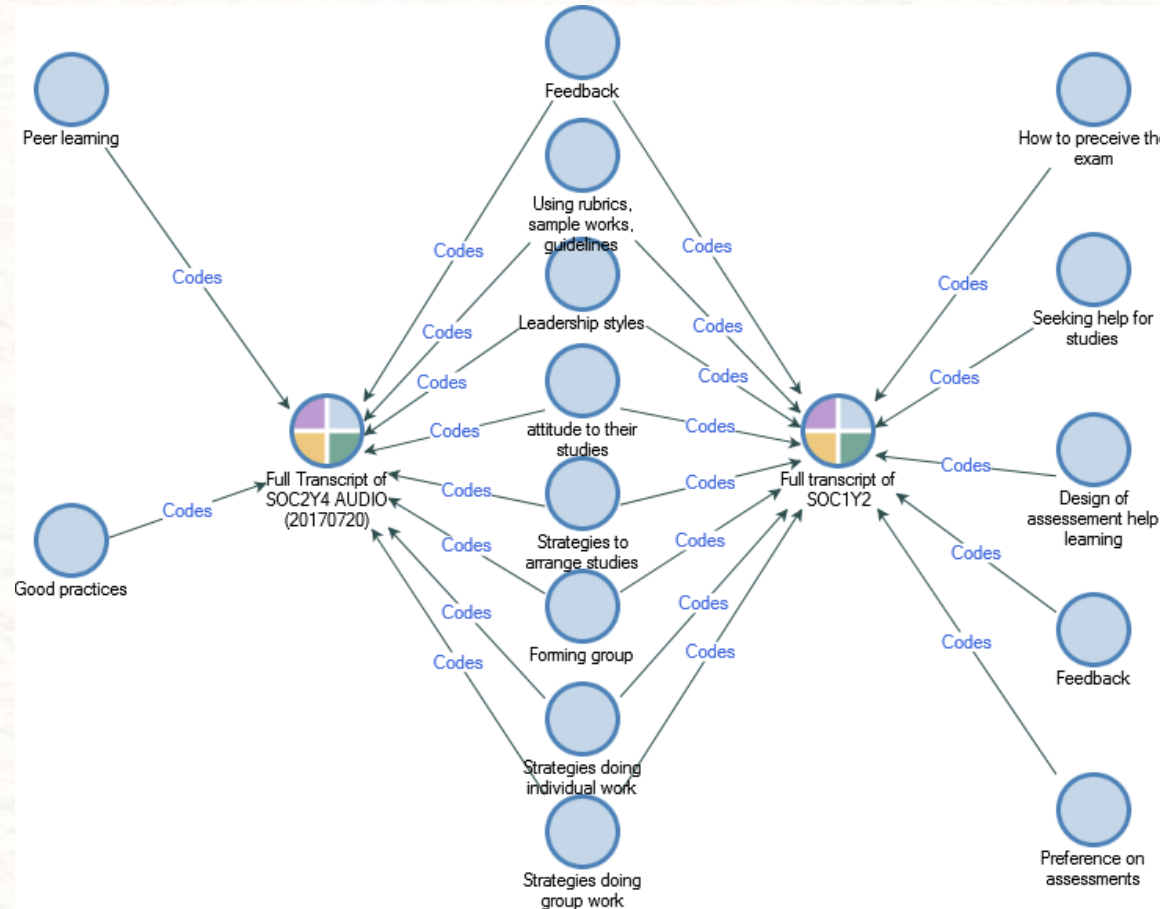 Feedback
Peer learning
How to preceive the
exam
Using rubrics,
sample works,
guidelines
Codes
Codes
Codes
Codes
Seeking help for
studies
Leadership styles
Codes
Codes
Codes
Codes
Codes
attitude to their
studies
Codes
Codes
Full Transcript of
SOC2Y4 AUDIO
(20170720)
Full transcript of
SOC1Y2
Codes
Design of
assessement help
learning
Codes
Codes
Codes
Good practices
Strategies to
arrange studies
Codes
Codes
Codes
Forming group
Codes
Codes
Feedback
Codes
Codes
Codes
Strategies doing
individual work
Strategies doing
group work
Preference on
assessments